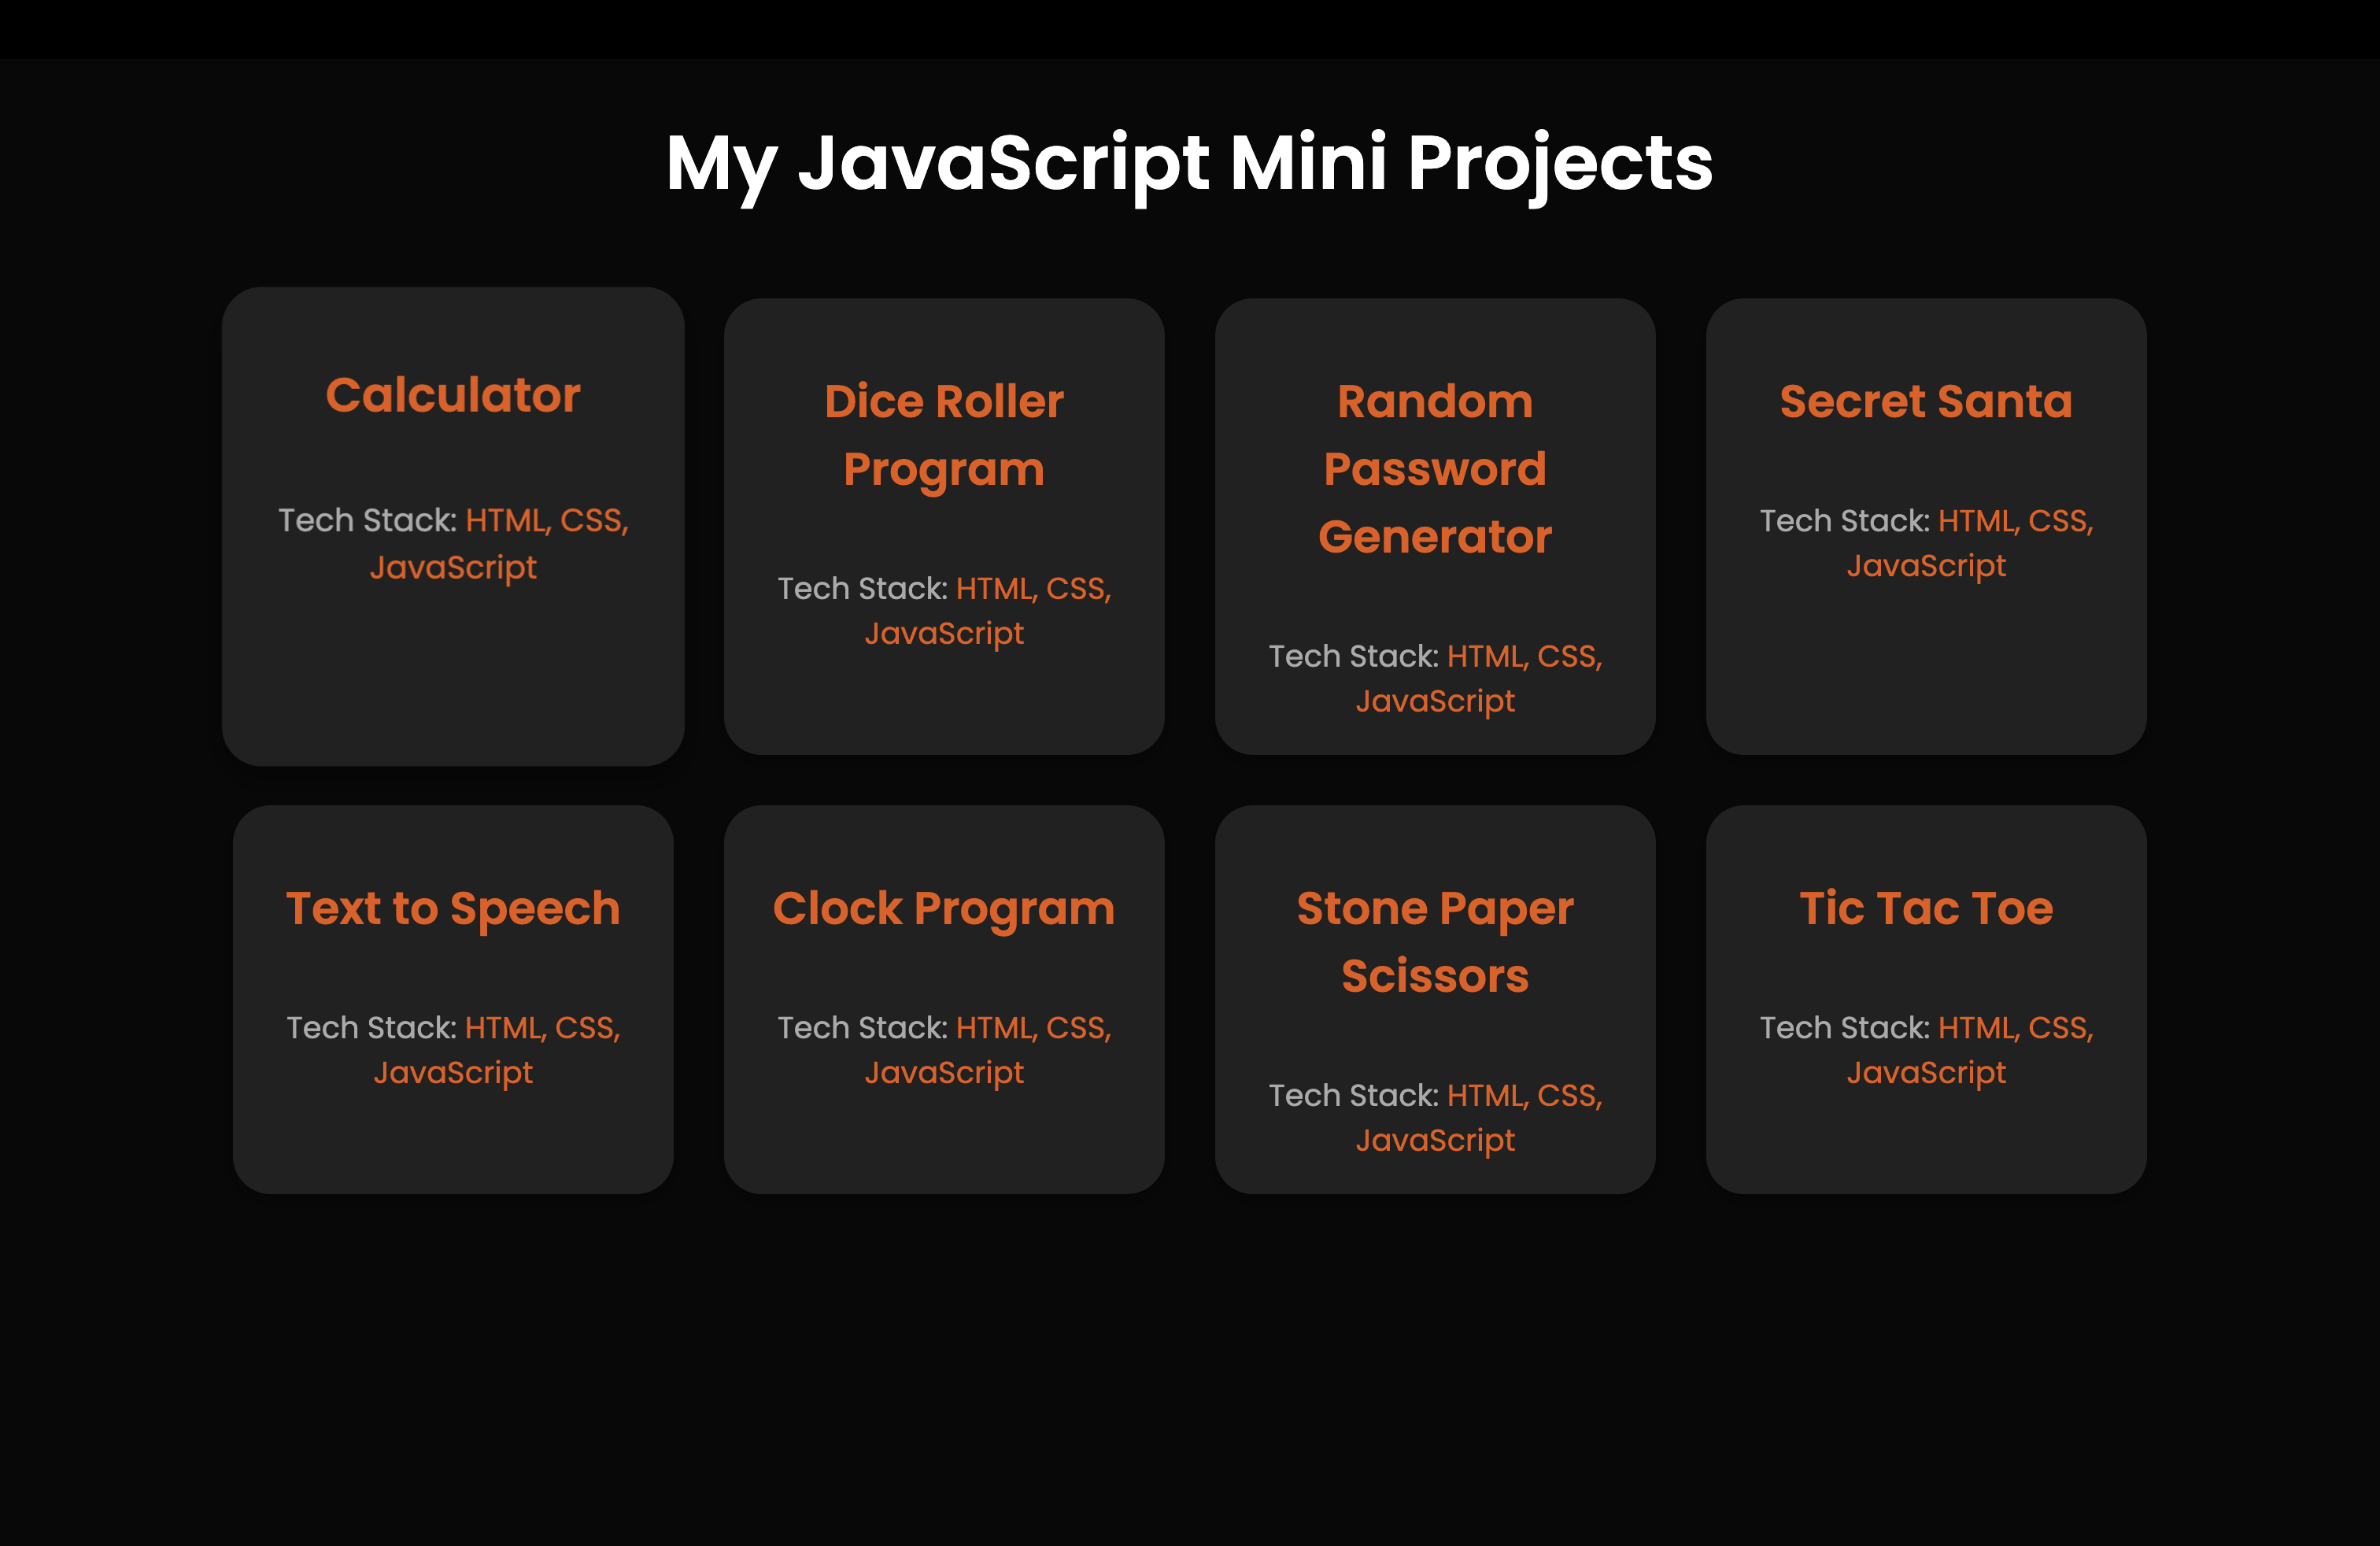 My JavaScript Mini Projects
Calculator
Tech Stack: HTML, CSS,
JavaScript
Dice Roller
Program
Tech Stack: HTML, CSS,
JavaScript
Random
Password
Generator
Tech Stack: HTML, CSS,
JavaScript
Secret Santa
Tech Stack: HTML, CSS,
JavaScript
Text to Speech
Tech Stack: HTML, CSS,
JavaScript
Clock Program
Tech Stack: HTML, CSS,
JavaScript
Stone Paper
Scissors
Tech Stack: HTML, CSS,
JavaScript
Tic Tac Toe
Tech Stack: HTML, CSS,
JavaScript